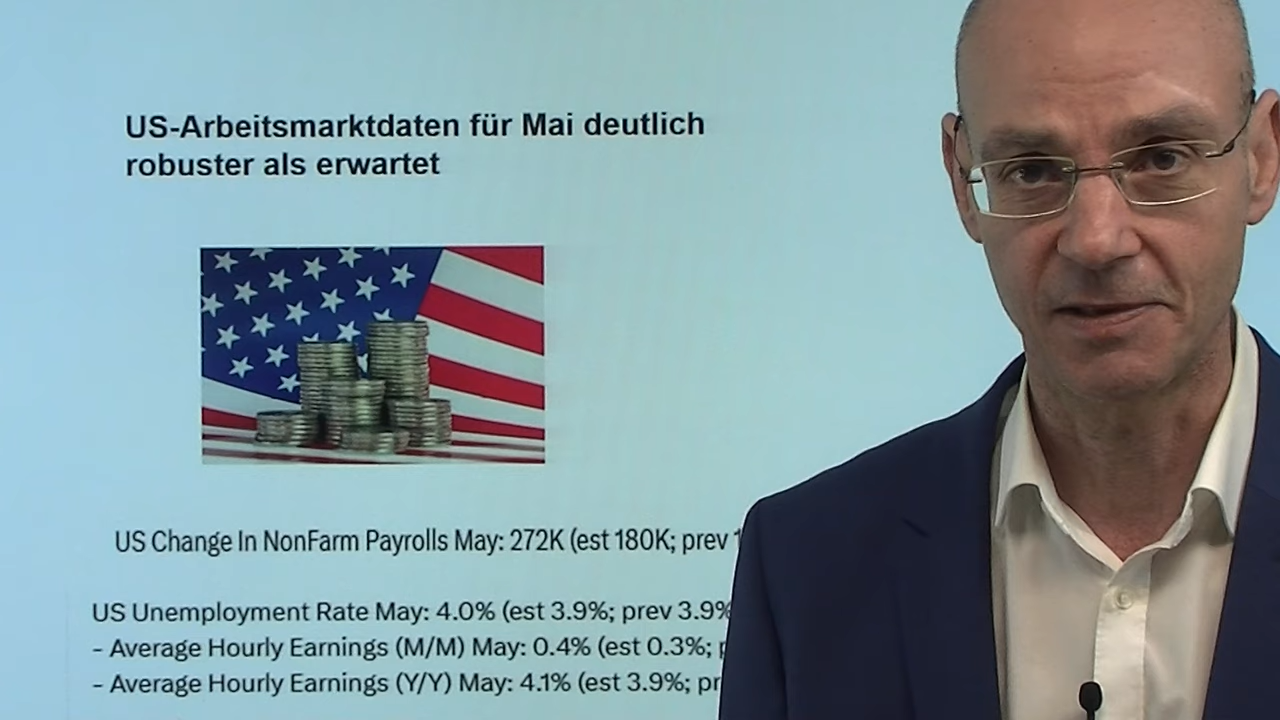 US-Arbeitsmarktdaten für Mai deutlich
robuster als erwartet
US Change In NonFarm Payrolls May: 272K (est 180K; prev
US Unemployment Rate May: 4.0% (est 3.9%; prev 3.9%
- Average Hourly Earnings (M/M) May: 0.4% (est 0.3%;
- Average Hourly Earnings (Y/Y) May: 4.1% (est 3.9%;